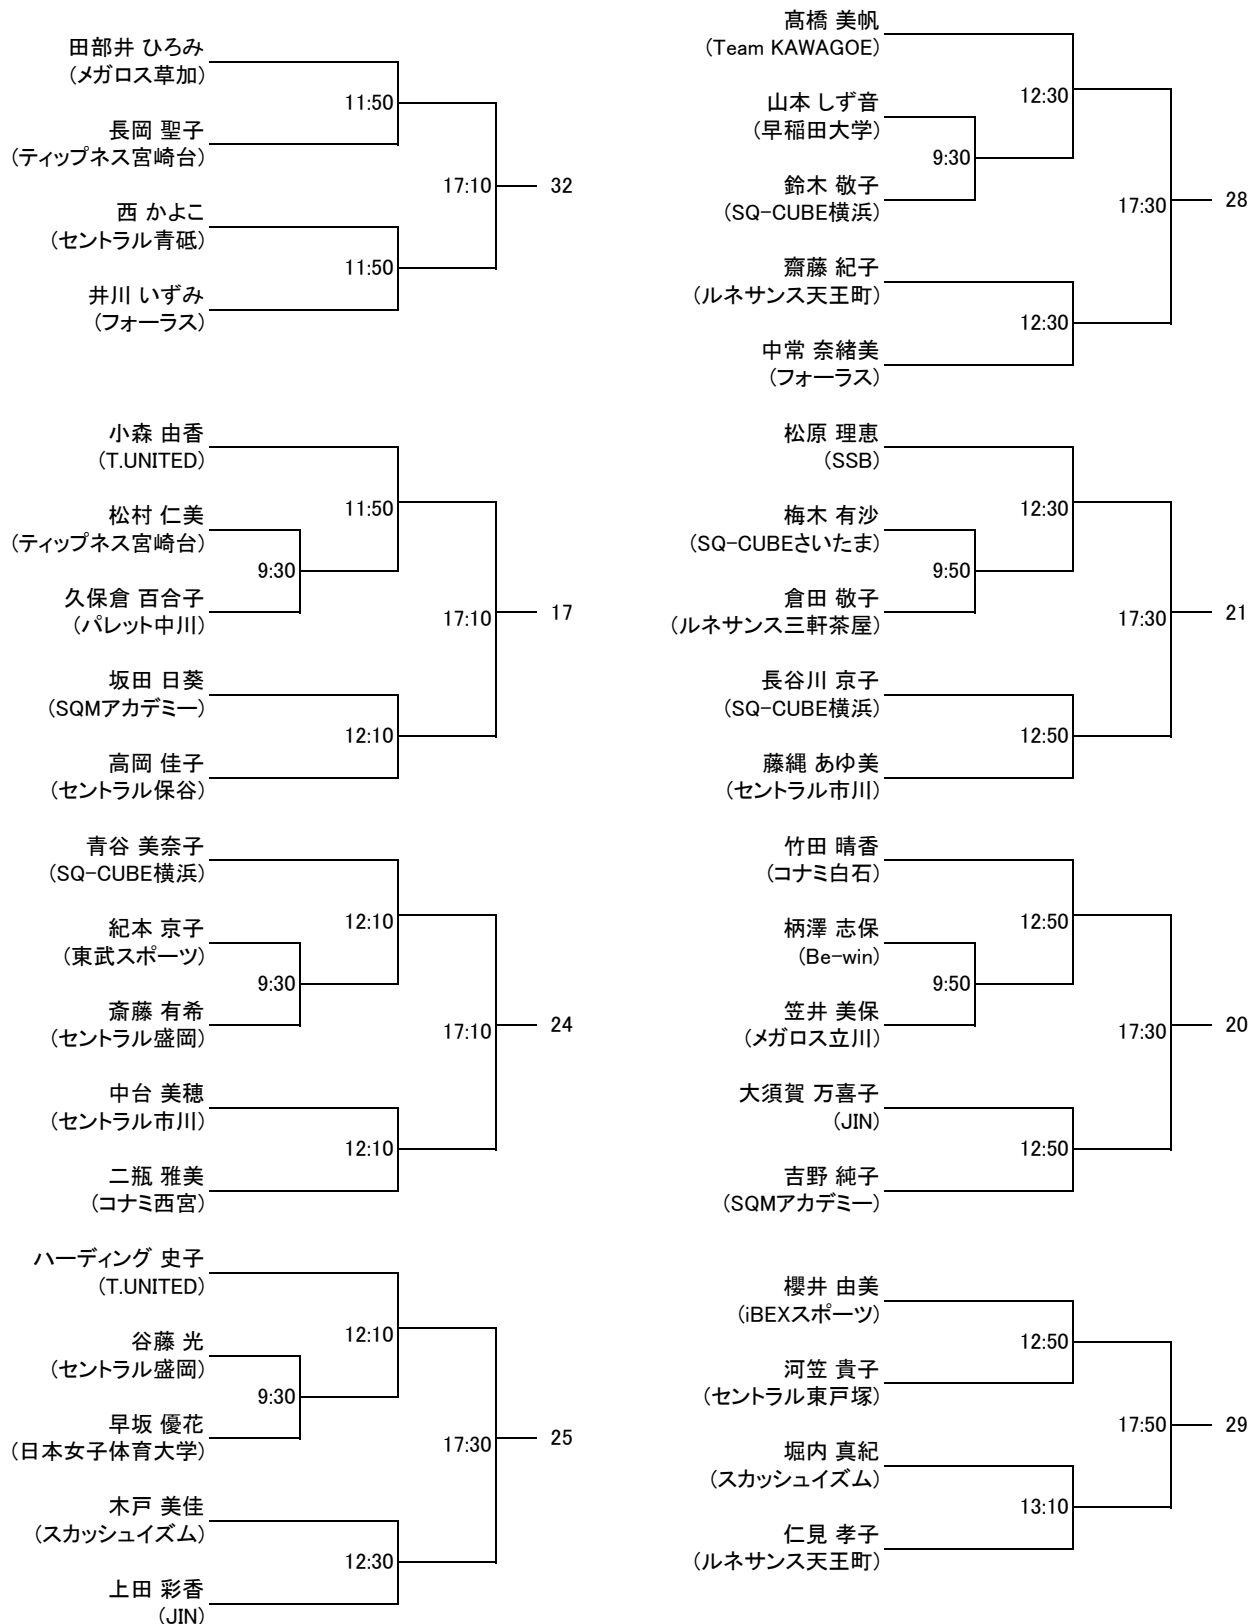 田部井 ひろみ
(メガロス草加)
11:50
長岡 聖子
(ティップネス宮崎台)
17:10
32
西 かよこ
(セントラル青砥)
11:50
井川 いずみ
(フォーラス)
小森 由香
(T.UNITED)
11:50
松村 仁美
(ティップネス宮崎台)
9:30
久保倉 百合子
(パレット中川)
17:10
17
坂田 日葵
(SQMアカデミー)
12:10
高岡 佳子
(セントラル保谷)
青谷 美奈子
(SQ-CUBE横浜)
12:10
紀本 京子
(東武スポーツ)
9:30
斎藤 有希
(セントラル盛岡)
17:10
24
中台 美穂
(セントラル市川)
12:10
二瓶 雅美
(コナミ西宮)
ハーディング 史子
(T.UNITED)
12:10
谷藤 光
(セントラル盛岡)
9:30
早坂 優花
(日本女子体育大学)
17:30
25
木戸 美佳
(スカッシュイズム)
12:30
上田 彩香
(JIN)
髙橋 美帆
(Team KAWAGOE)
12:30
山本 しず音
(早稲田大学)
9:30
鈴木 敬子
(SQ-CUBE横浜)
17:30
28
齋藤 紀子
(ルネサンス天王町)
12:30
中常 奈緒美
(フォーラス)
松原 理恵
(SSB)
12:30
梅木 有沙
(SQ-CUBEさいたま)
9:50
倉田 敬子
(ルネサンス三軒茶屋)
17:30
21
長谷川 京子
(SQ-CUBE横浜)
12:50
藤縄 あゆ美
(セントラル市川)
竹田 晴香
(コナミ白石)
12:50
柄澤 志保
(Be-win)
9:50
笠井 美保
(メガロス立川)
17:30
20
大須賀 万喜子
(JIN)
12:50
吉野 純子
(SQMアカデミー)
櫻井 由美
(iBEXスポーツ)
12:50
河笠 貴子
(セントラル東戸塚)
17:50
29
堀内 真紀
(スカッシュイズム)
13:10
仁見 孝子
(ルネサンス天王町)